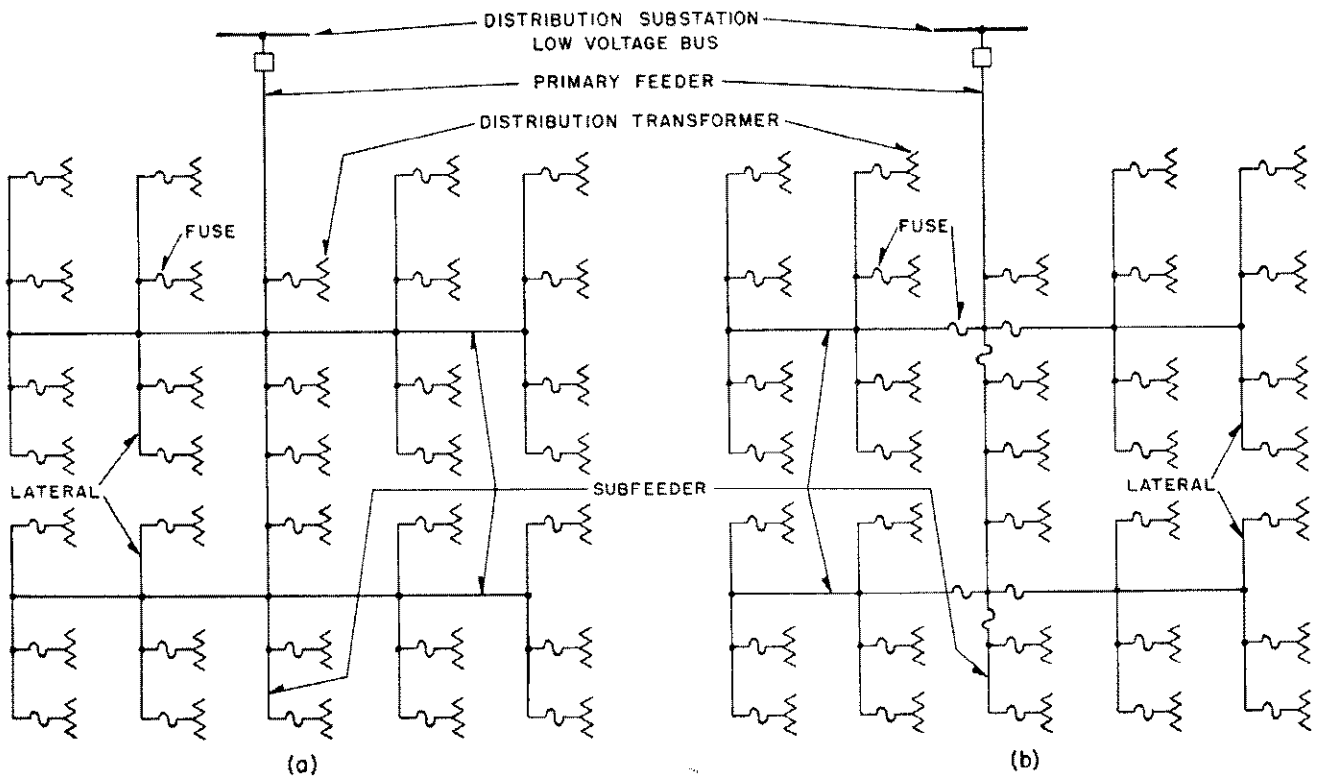 DISTRIBUTION SUBSTATION
LOW VOLTAGE BUS
PRIMARY FEEDER
DISTRIBUTION TRANSFORMER
FUSE
FUSE
LATERAL
SUBFEEDER
LATERAL
(a)
(b)